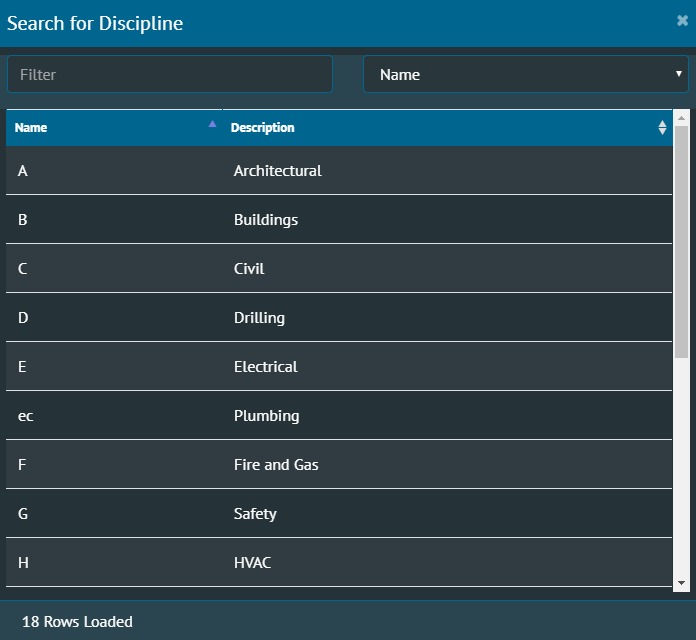 Search for Discipline
Filter Name
Name Description
A Architectural
B Buildings
C Civil
D Drilling
E Electrical
ec Plumbing
F Fire and Gas
G Safety
H HVAC
18 Rows Loaded